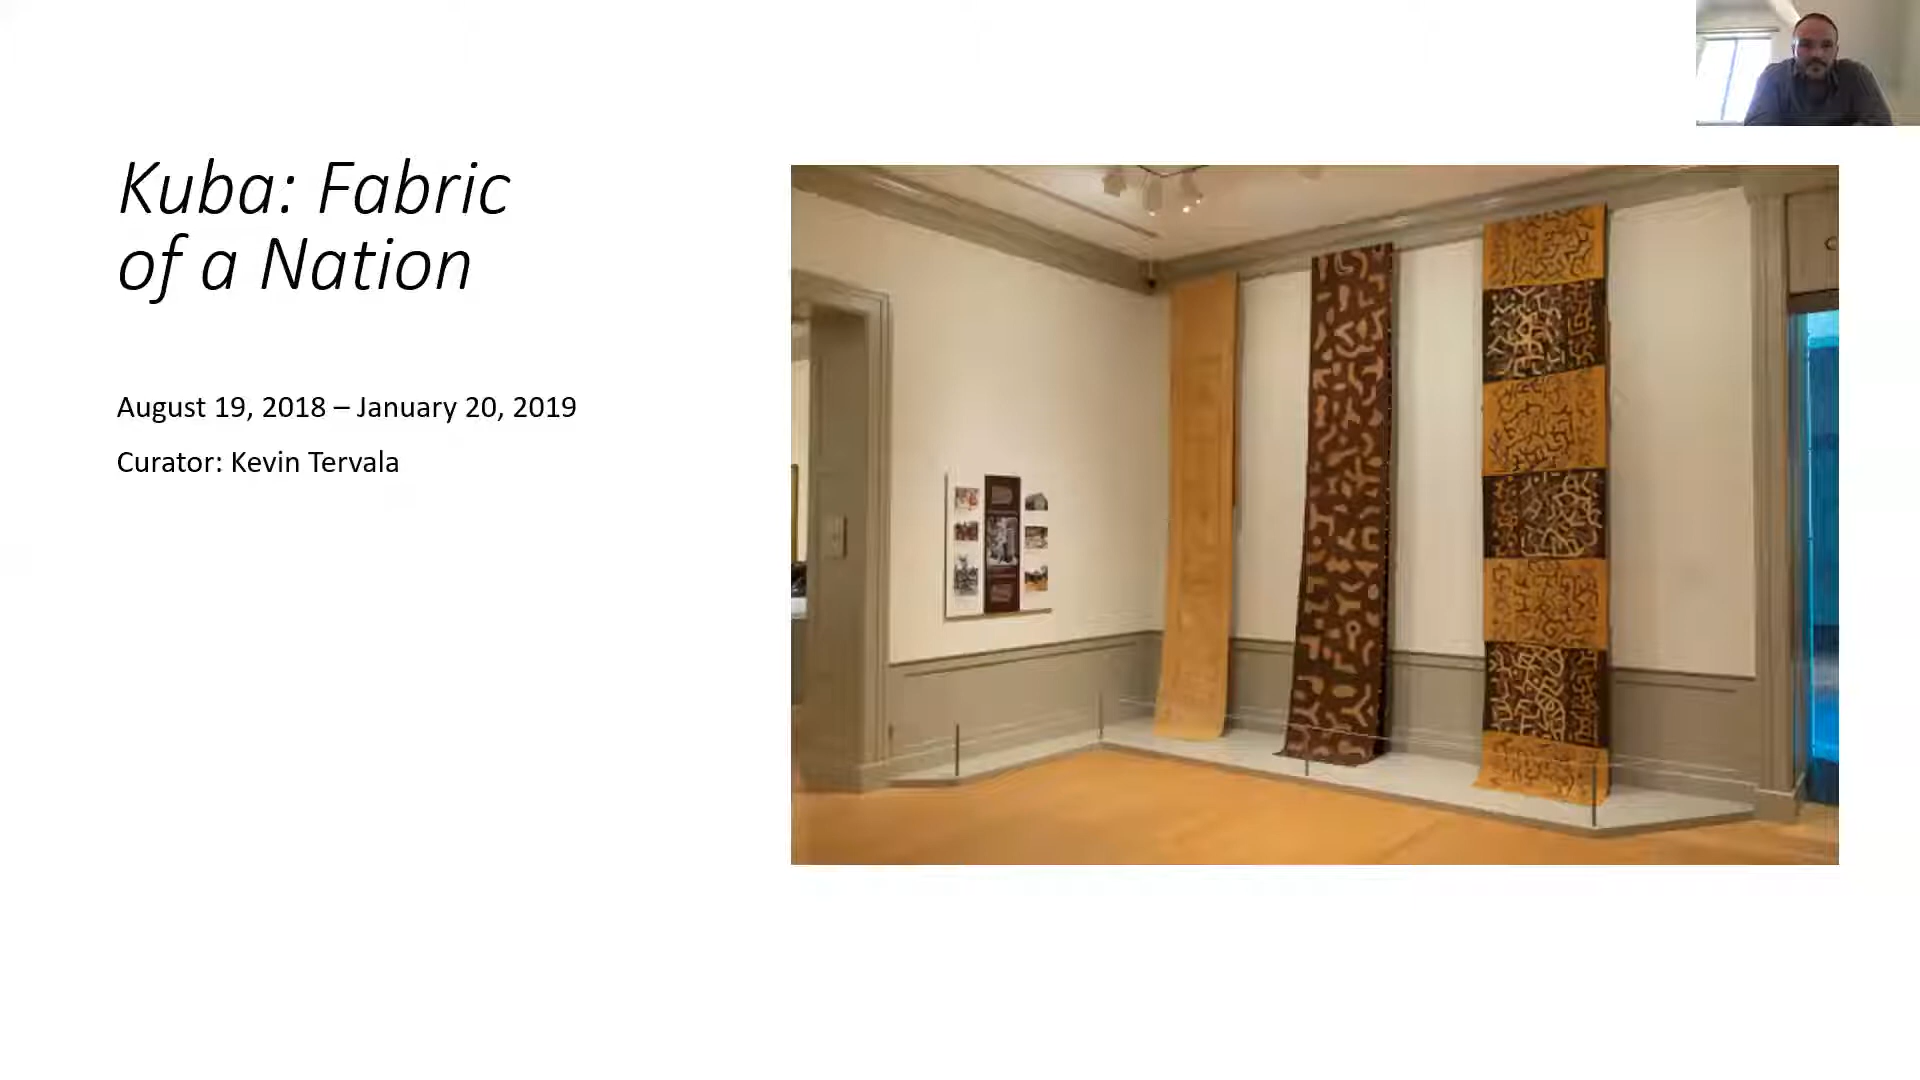 Kuba: Fabric
of a Nation
August 19, 2018 – January 20, 2019
Curator: Kevin Tervala